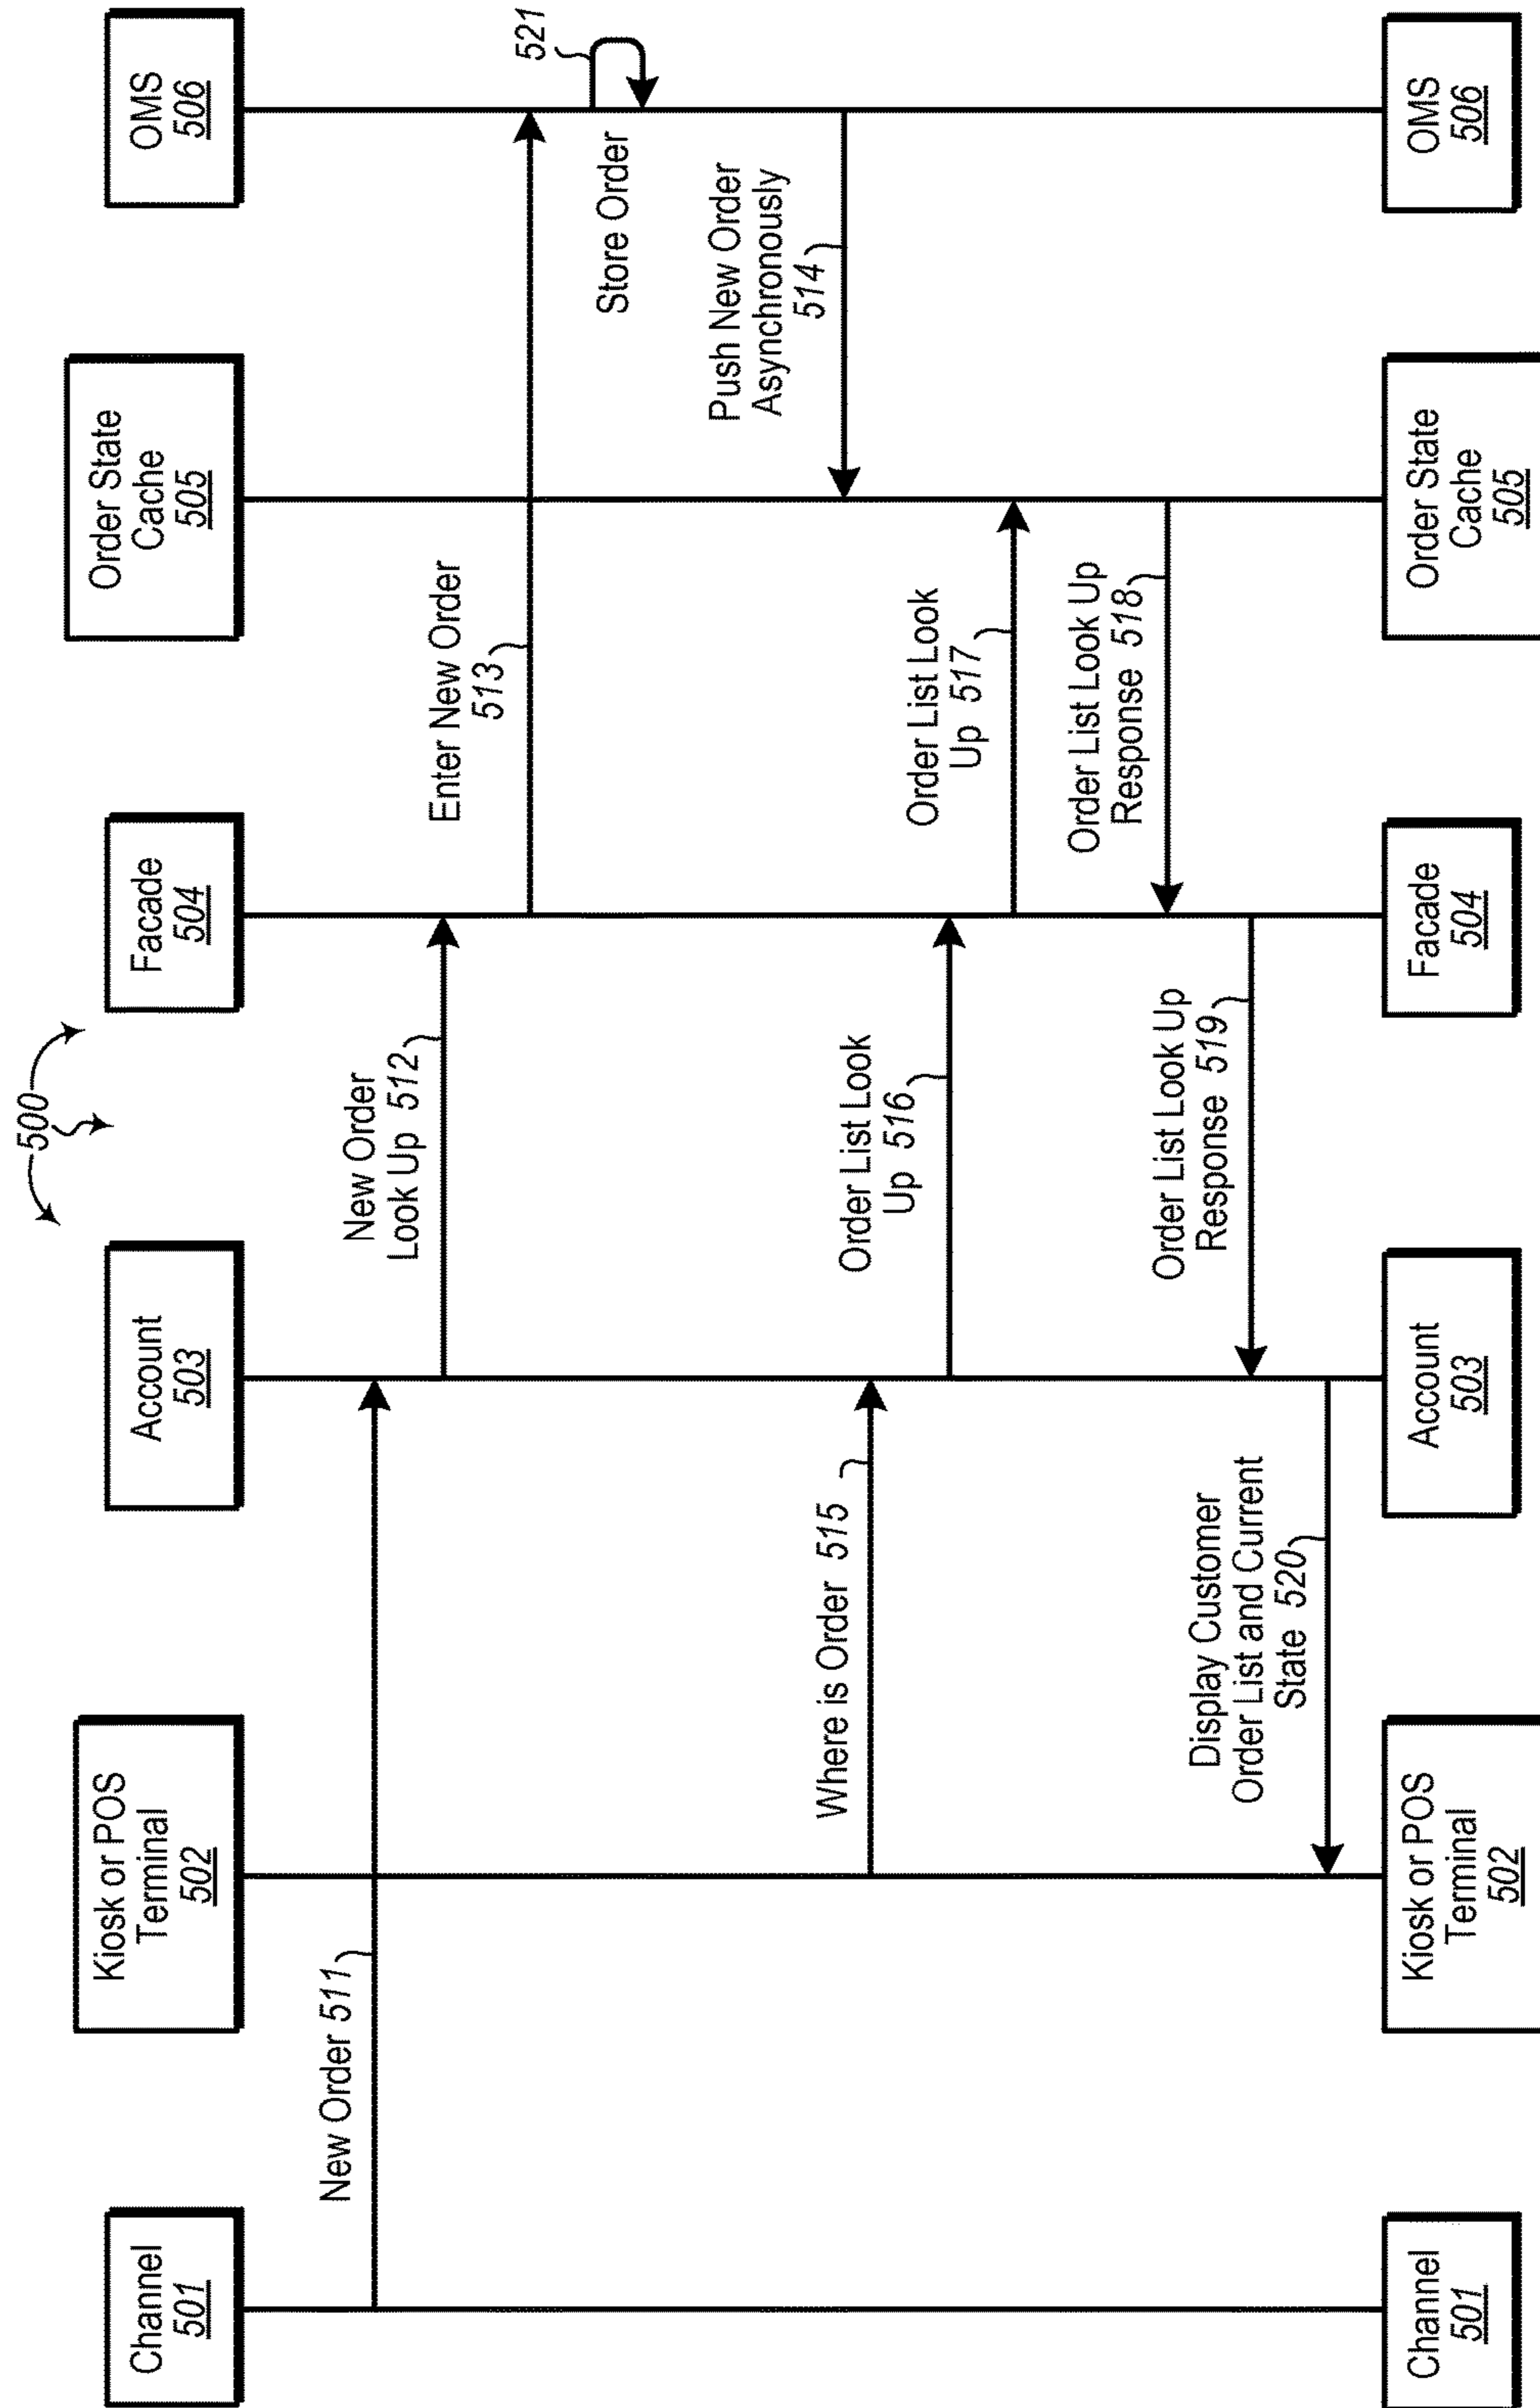 500
Channel
501
Kiosk or POS
Terminal
502
Account
503
Facade
504
Order State
Cache
505
OMS
506
New Order 511
New Order
Look Up 512
Enter New Order
513
521
Store Order
Push New Order
Asynchronously
514
Where is Order 515
Order List Look
Up 516
Order List Look
Up 517
Order List Look Up
Response 518
Order List Look Up
Response 519
Display Customer
Order List and Current
State 520
Channel
501
Kiosk or POS
Terminal
502
Account
503
Facade
504
Order State
Cache
505
OMS
506